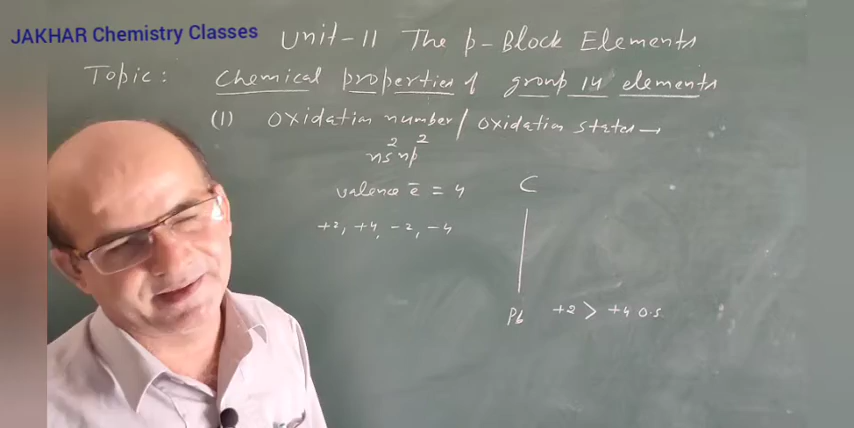 JAKHAR Chemistry Classes
Unit-11 The p-Block Elements
Topic: Chemical properties of group 14 elements
(1) Oxidation number/oxidation states→
ns² np²
valence ē = 4
C
+2, +4, -2, -4
Pb +2 > +4 O.S.